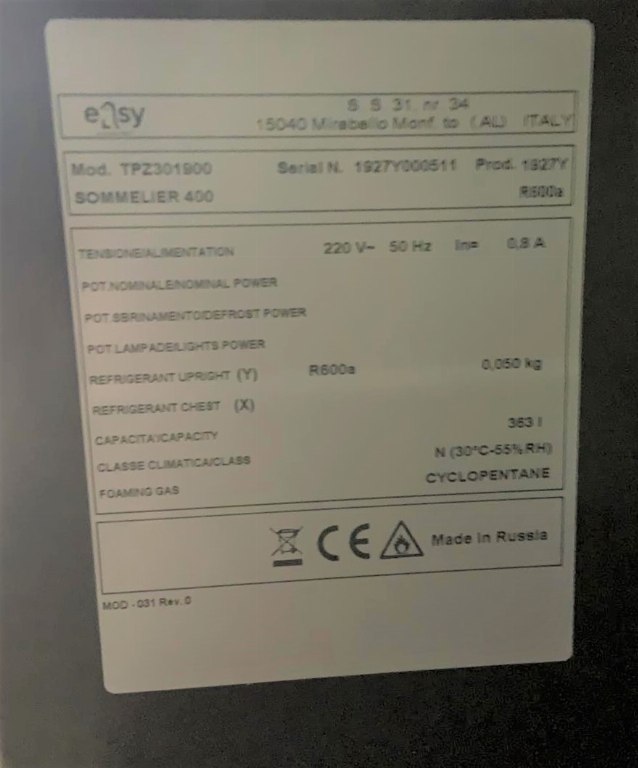 easy
S S 31. nr 34
15040 Mirabello Monf. to (AL) ITALY
Mod. TPZ301900 Serial N. 1927Y000511 Prod. 1927Y
SOMMELIER 400 R600a
TENSIONE/ALIMENTATION 220 V~ 50 Hz In= 0,8 A
POT.NOMINALE/NOMINAL POWER
POT.SBRINAMENTO/DEFROST POWER
POT.LAMPADE/LIGHTS POWER
REFRIGERANT UPRIGHT (Y) R600a 0,050 kg
REFRIGERANT CHEST (X)
CAPACITA'/CAPACITY 363 l
CLASSE CLIMATICA/CLASS N (30°C-55%RH)
FOAMING GAS CYCLOPENTANE
CE Made in Russia
MOD - 031 Rev. 0